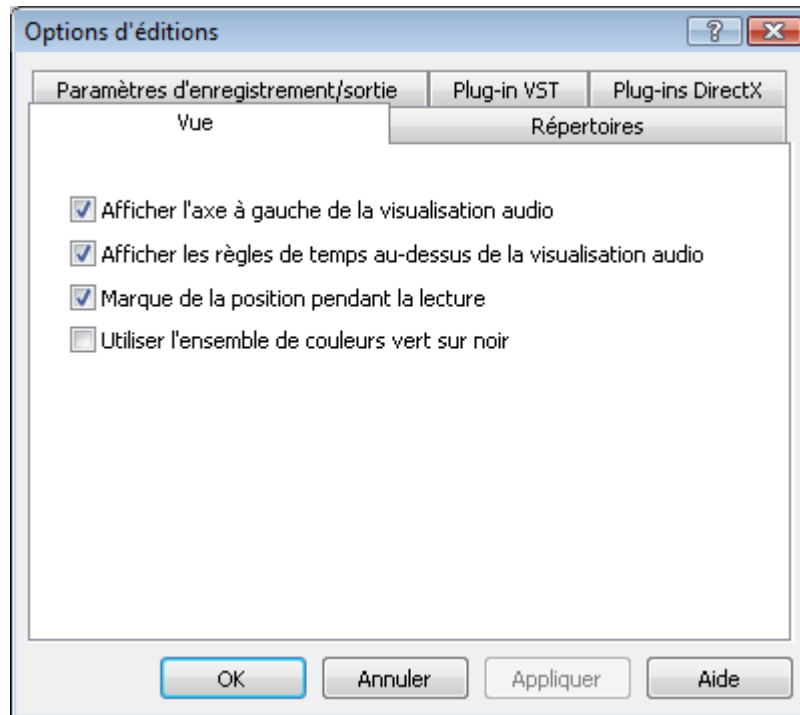 Options d'éditions
Paramètres d'enregistrement/sortie Plug-in VST Plug-ins DirectX
Vue Répertoires
Afficher l'axe à gauche de la visualisation audio
Afficher les règles de temps au-dessus de la visualisation audio
Marque de la position pendant la lecture
Utiliser l'ensemble de couleurs vert sur noir
OK Annuler Appliquer Aide